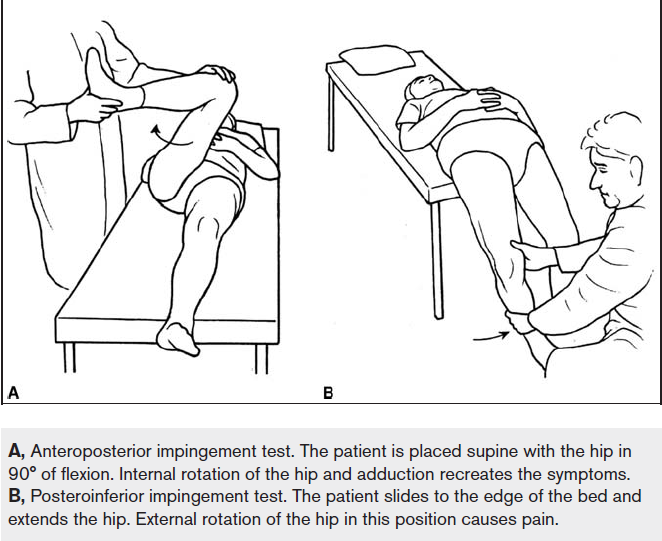 A
B
A, Anteroposterior impingement test. The patient is placed supine with the hip in
90° of flexion. Internal rotation of the hip and adduction recreates the symptoms.
B, Posteroinferior impingement test. The patient slides to the edge of the bed and
extends the hip. External rotation of the hip in this position causes pain.